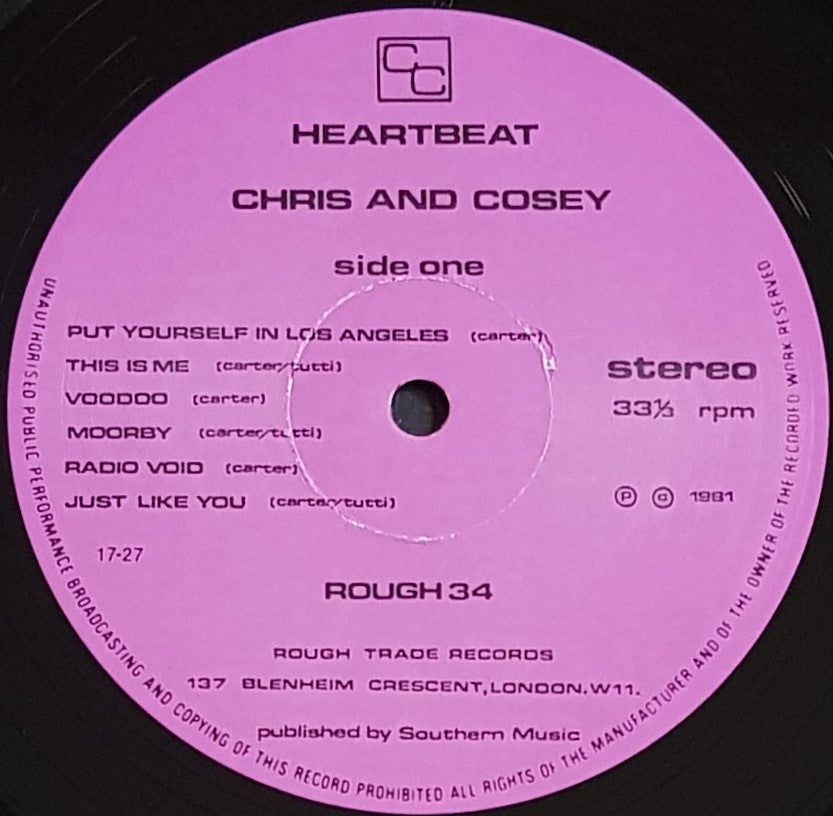 CC
HEARTBEAT
CHRIS AND COSEY
side one
PUT YOURSELF IN LOS ANGELES (carter)
THIS IS ME (carter/tutti)
VOODOO (carter)
MOORBY (carter/tutti)
RADIO VOID (carter)
JUST LIKE YOU (carter/tutti)
stereo
33⅓ rpm
Ⓟ © 1981
17-27
ROUGH 34
ROUGH TRADE RECORDS
137 BLENHEIM CRESCENT, LONDON. W11.
published by Southern Music
UNAUTHORISED PUBLIC PERFORMANCE BROADCASTING AND COPYING OF THIS RECORD PROHIBITED ALL RIGHTS OF THE MANUFACTURER AND OF THE OWNER OF THE RECORDED WORK RESERVED